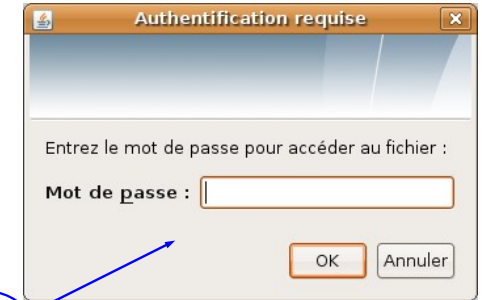 Authentification requise
Entrez le mot de passe pour accéder au fichier :
Mot de passe :
OK Annuler